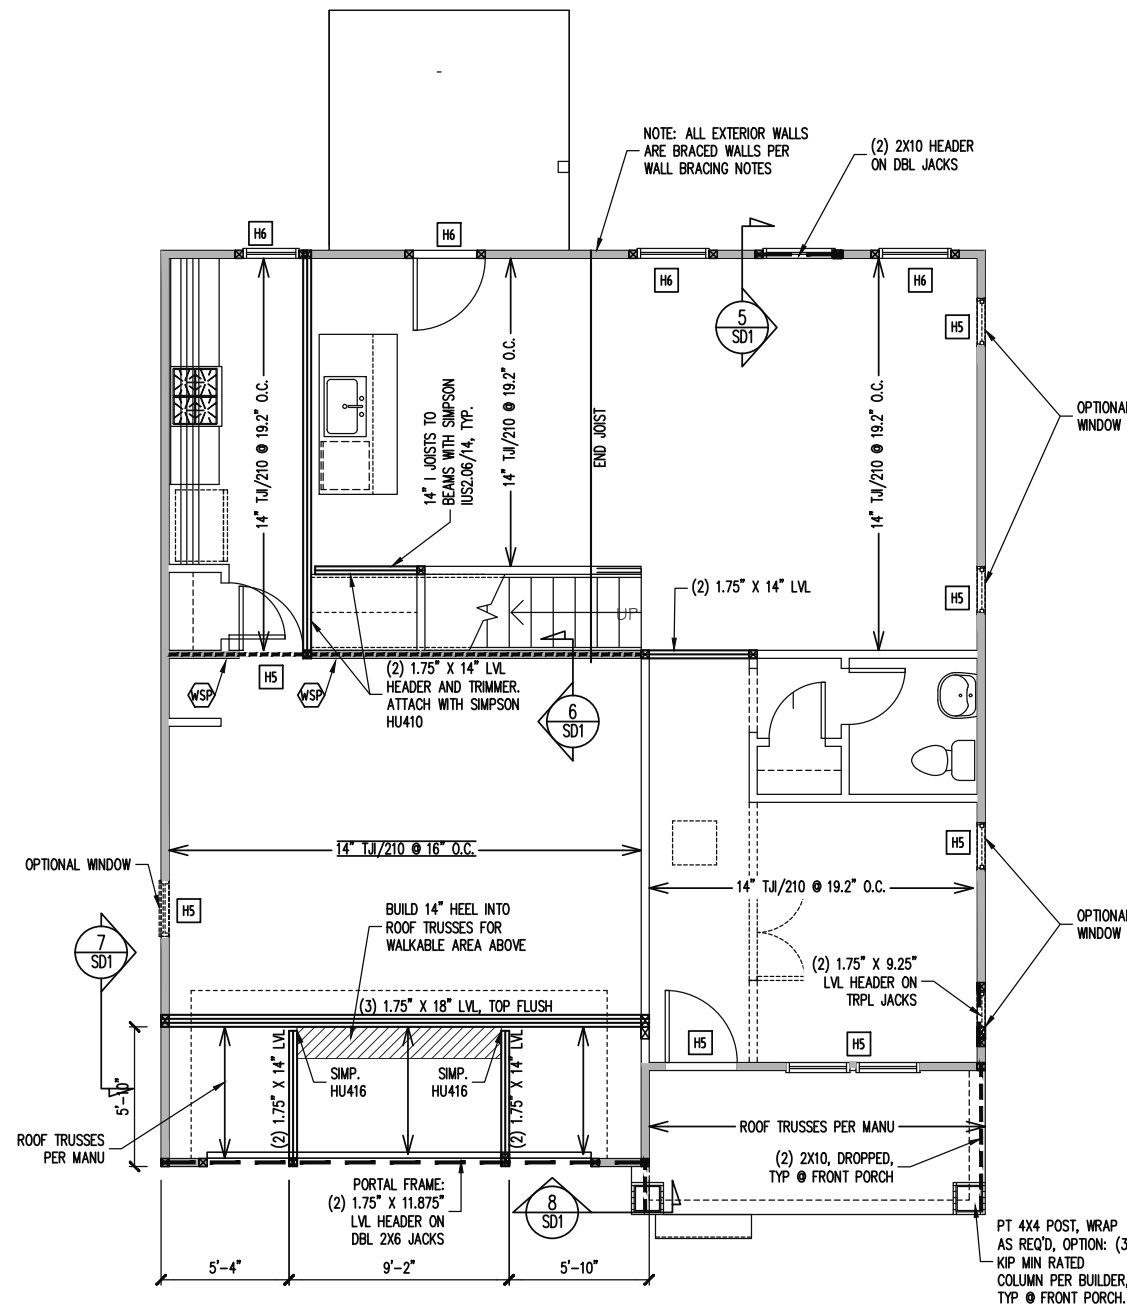 NOTE: ALL EXTERIOR WALLS
ARE BRACED WALLS PER
WALL BRACING NOTES
(2) 2X10 HEADER
ON DBL JACKS
H6
H6
H6
H6
5
SD1
H5
OPTIONAL
WINDOW
14" TJI/210 @ 19.2" O.C.
14" TJI/210 @ 19.2" O.C.
14" TJI/210 @ 19.2" O.C.
14" I JOISTS TO
BEAMS WITH SIMPSON
IUS2.06/14, TYP.
END JOIST
H5
(2) 1.75" X 14" LVL
UP
WSP
H5
WSP
(2) 1.75" X 14" LVL
HEADER AND TRIMMER.
ATTACH WITH SIMPSON
HU410
6
SD1
14" TJI/210 @ 16" O.C.
H5
OPTIONAL WINDOW
H5
14" TJI/210 @ 19.2" O.C.
OPTIONAL
WINDOW
BUILD 14" HEEL INTO
ROOF TRUSSES FOR
WALKABLE AREA ABOVE
7
SD1
(2) 1.75" X 9.25"
LVL HEADER ON
TRPL JACKS
(3) 1.75" X 18" LVL, TOP FLUSH
H5
H5
(2) 1.75" X 14" LVL
SIMP.
HU416
SIMP.
HU416
(2) 1.75" X 14" LVL
5'-10"
ROOF TRUSSES
PER MANU
ROOF TRUSSES PER MANU
(2) 2X10, DROPPED,
TYP @ FRONT PORCH
PORTAL FRAME:
(2) 1.75" X 11.875"
LVL HEADER ON
DBL 2X6 JACKS
8
SD1
PT 4X4 POST, WRAP
AS REQ'D, OPTION: (3
KIP MIN RATED
COLUMN PER BUILDER,
TYP @ FRONT PORCH.
5'-4"
9'-2"
5'-10"